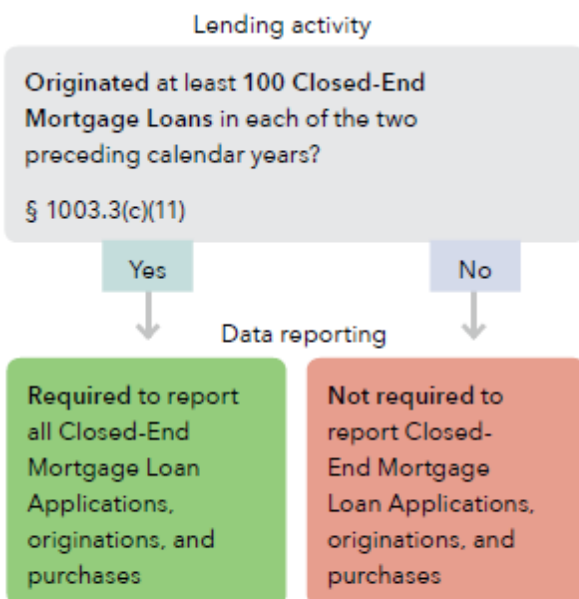 Lending activity
Originated at least 100 Closed-End
Mortgage Loans in each of the two
preceding calendar years?
§ 1003.3(c)(11)
Yes
No
Data reporting
Required to report
all Closed-End
Mortgage Loan
Applications,
originations, and
purchases
Not required to
report Closed-
End Mortgage
Loan Applications,
originations, and
purchases